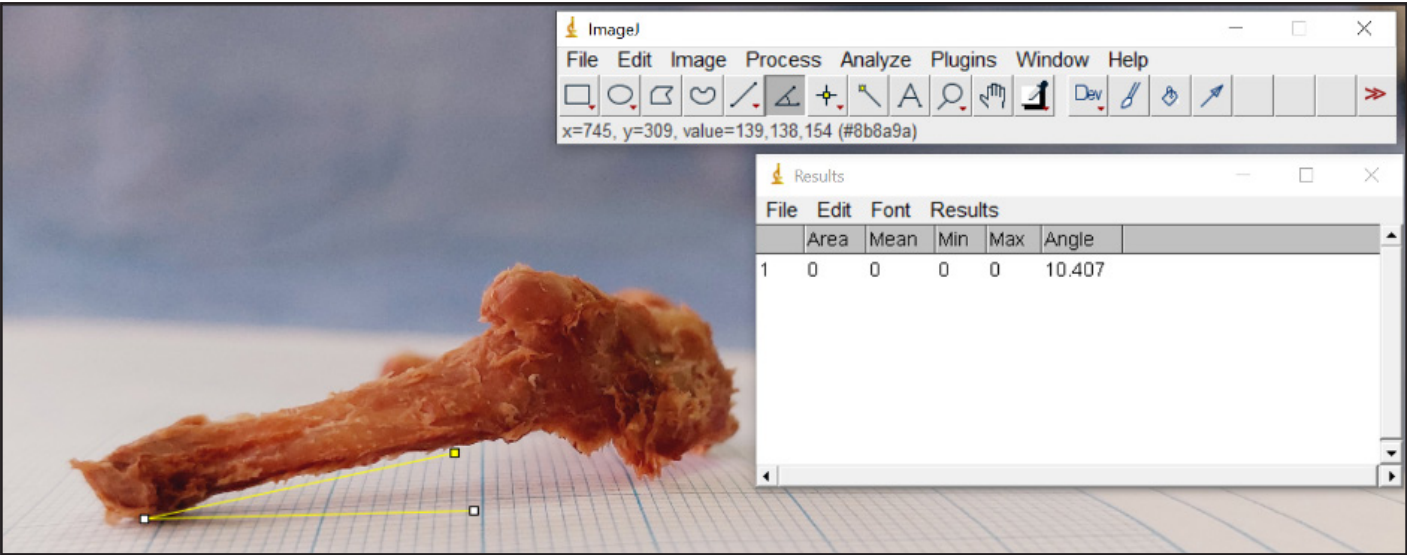 ImageJ
File Edit Image Process Analyze Plugins Window Help
A Dev
x=745, y=309, value=139,138,154 (#8b8a9a)
Results
File Edit Font Results
Area Mean Min Max Angle
1 0 0 0 0 10.407